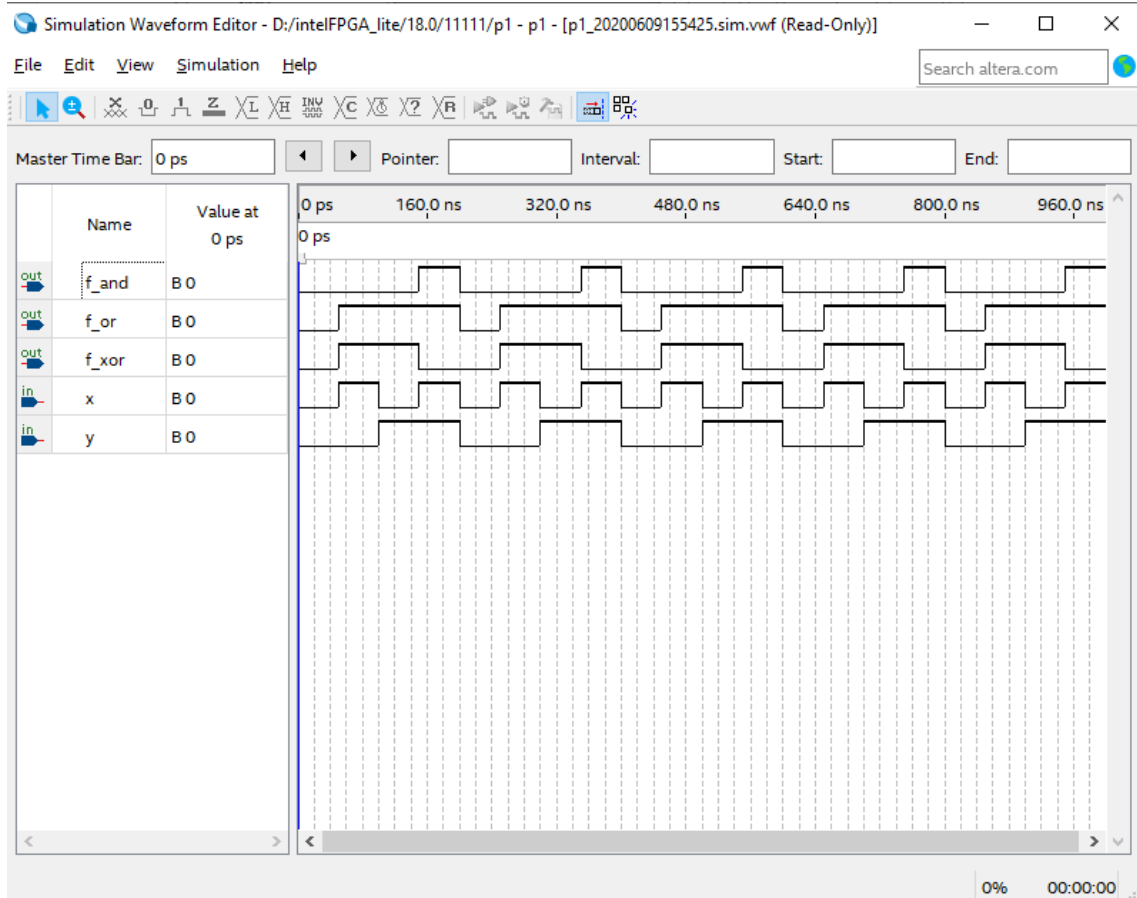 Simulation Waveform Editor - D:/intelFPGA_lite/18.0/11111/p1 - p1 - [p1_20200609155425.sim.vwf (Read-Only)]
File Edit View Simulation Help
Search altera.com
Master Time Bar: 0 ps Pointer: Interval: Start: End:
Name Value at 0 ps
0 ps 160.0 ns 320.0 ns 480.0 ns 640.0 ns 800.0 ns 960.0 ns
0 ps
out f_and B 0
out f_or B 0
out f_xor B 0
in x B 0
in y B 0
0% 00:00:00